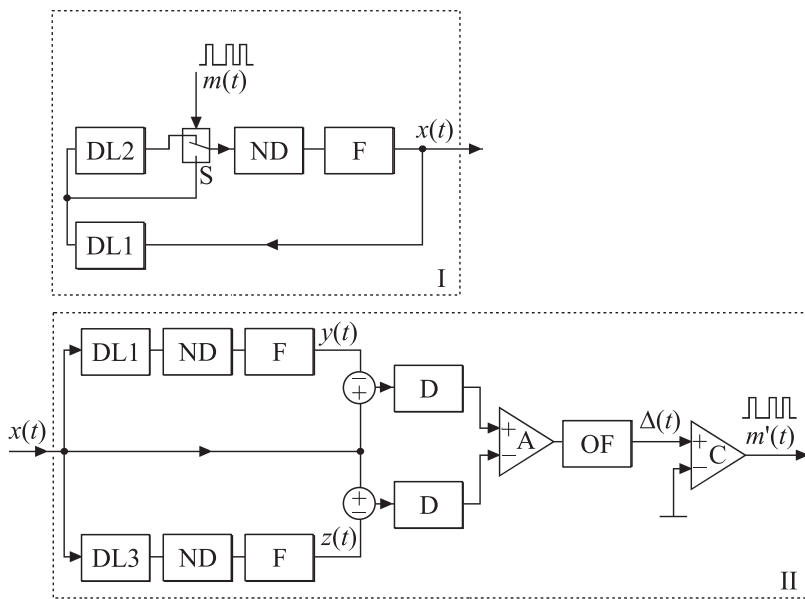 m(t)
x(t)
DL2
S
ND
F
DL1
I
y(t)
DL1
ND
F
− +
D
x(t)
+ −
A
OF
Δ(t)
+ −
C
m'(t)
+ −
D
DL3
ND
F
z(t)
II